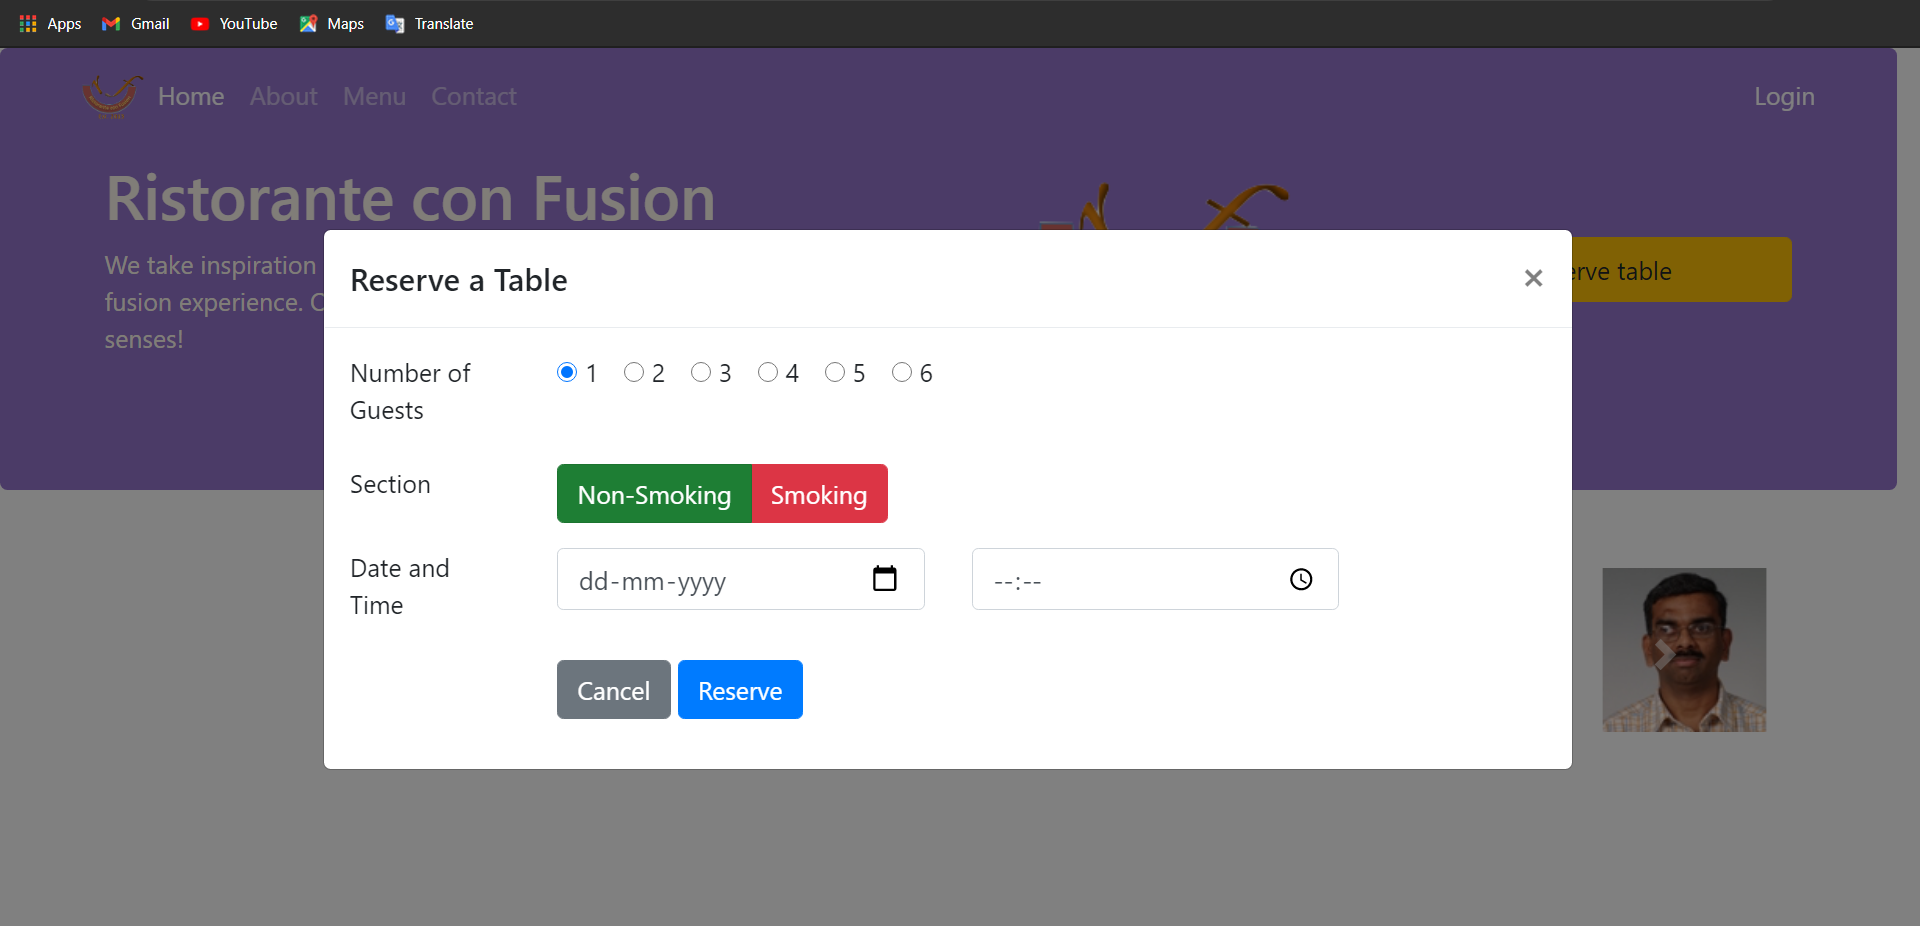 Apps Gmail YouTube Maps Translate
Home About Menu Contact Login
Ristorante con Fusion
We take inspiration
fusion experience.
senses!
table
Reserve a Table
×
Number of
Guests
1 2 3 4 5 6
Section
Non-Smoking Smoking
Date and
Time
dd-mm-yyyy
--:--
Cancel Reserve